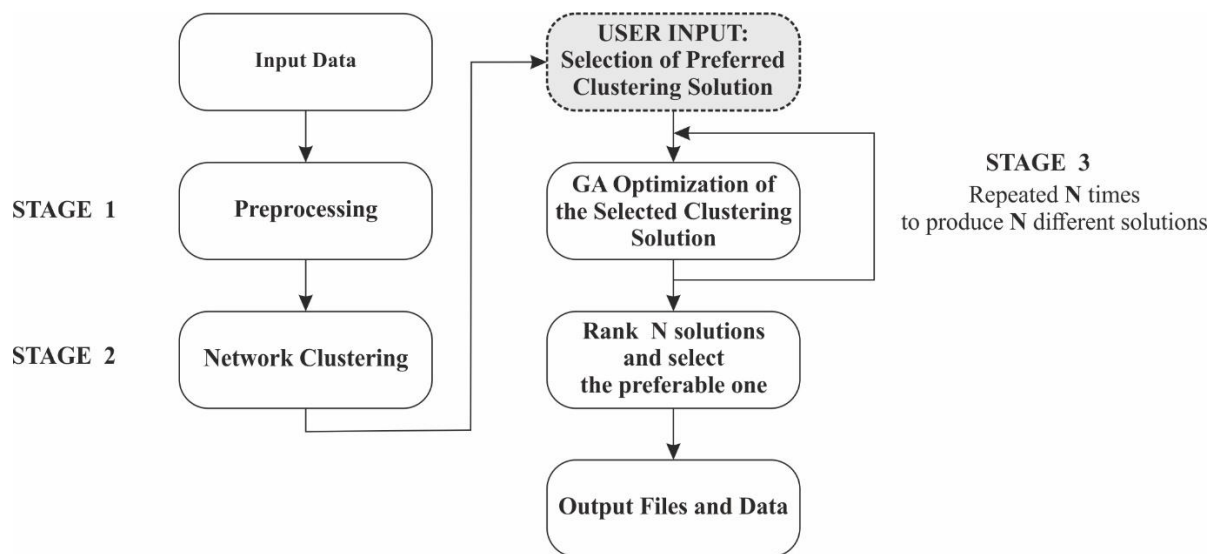 Input Data
STAGE 1
Preprocessing
STAGE 2
Network Clustering
USER INPUT:
Selection of Preferred
Clustering Solution
GA Optimization of
the Selected Clustering
Solution
STAGE 3
Repeated N times
to produce N different solutions
Rank N solutions
and select
the preferable one
Output Files and Data